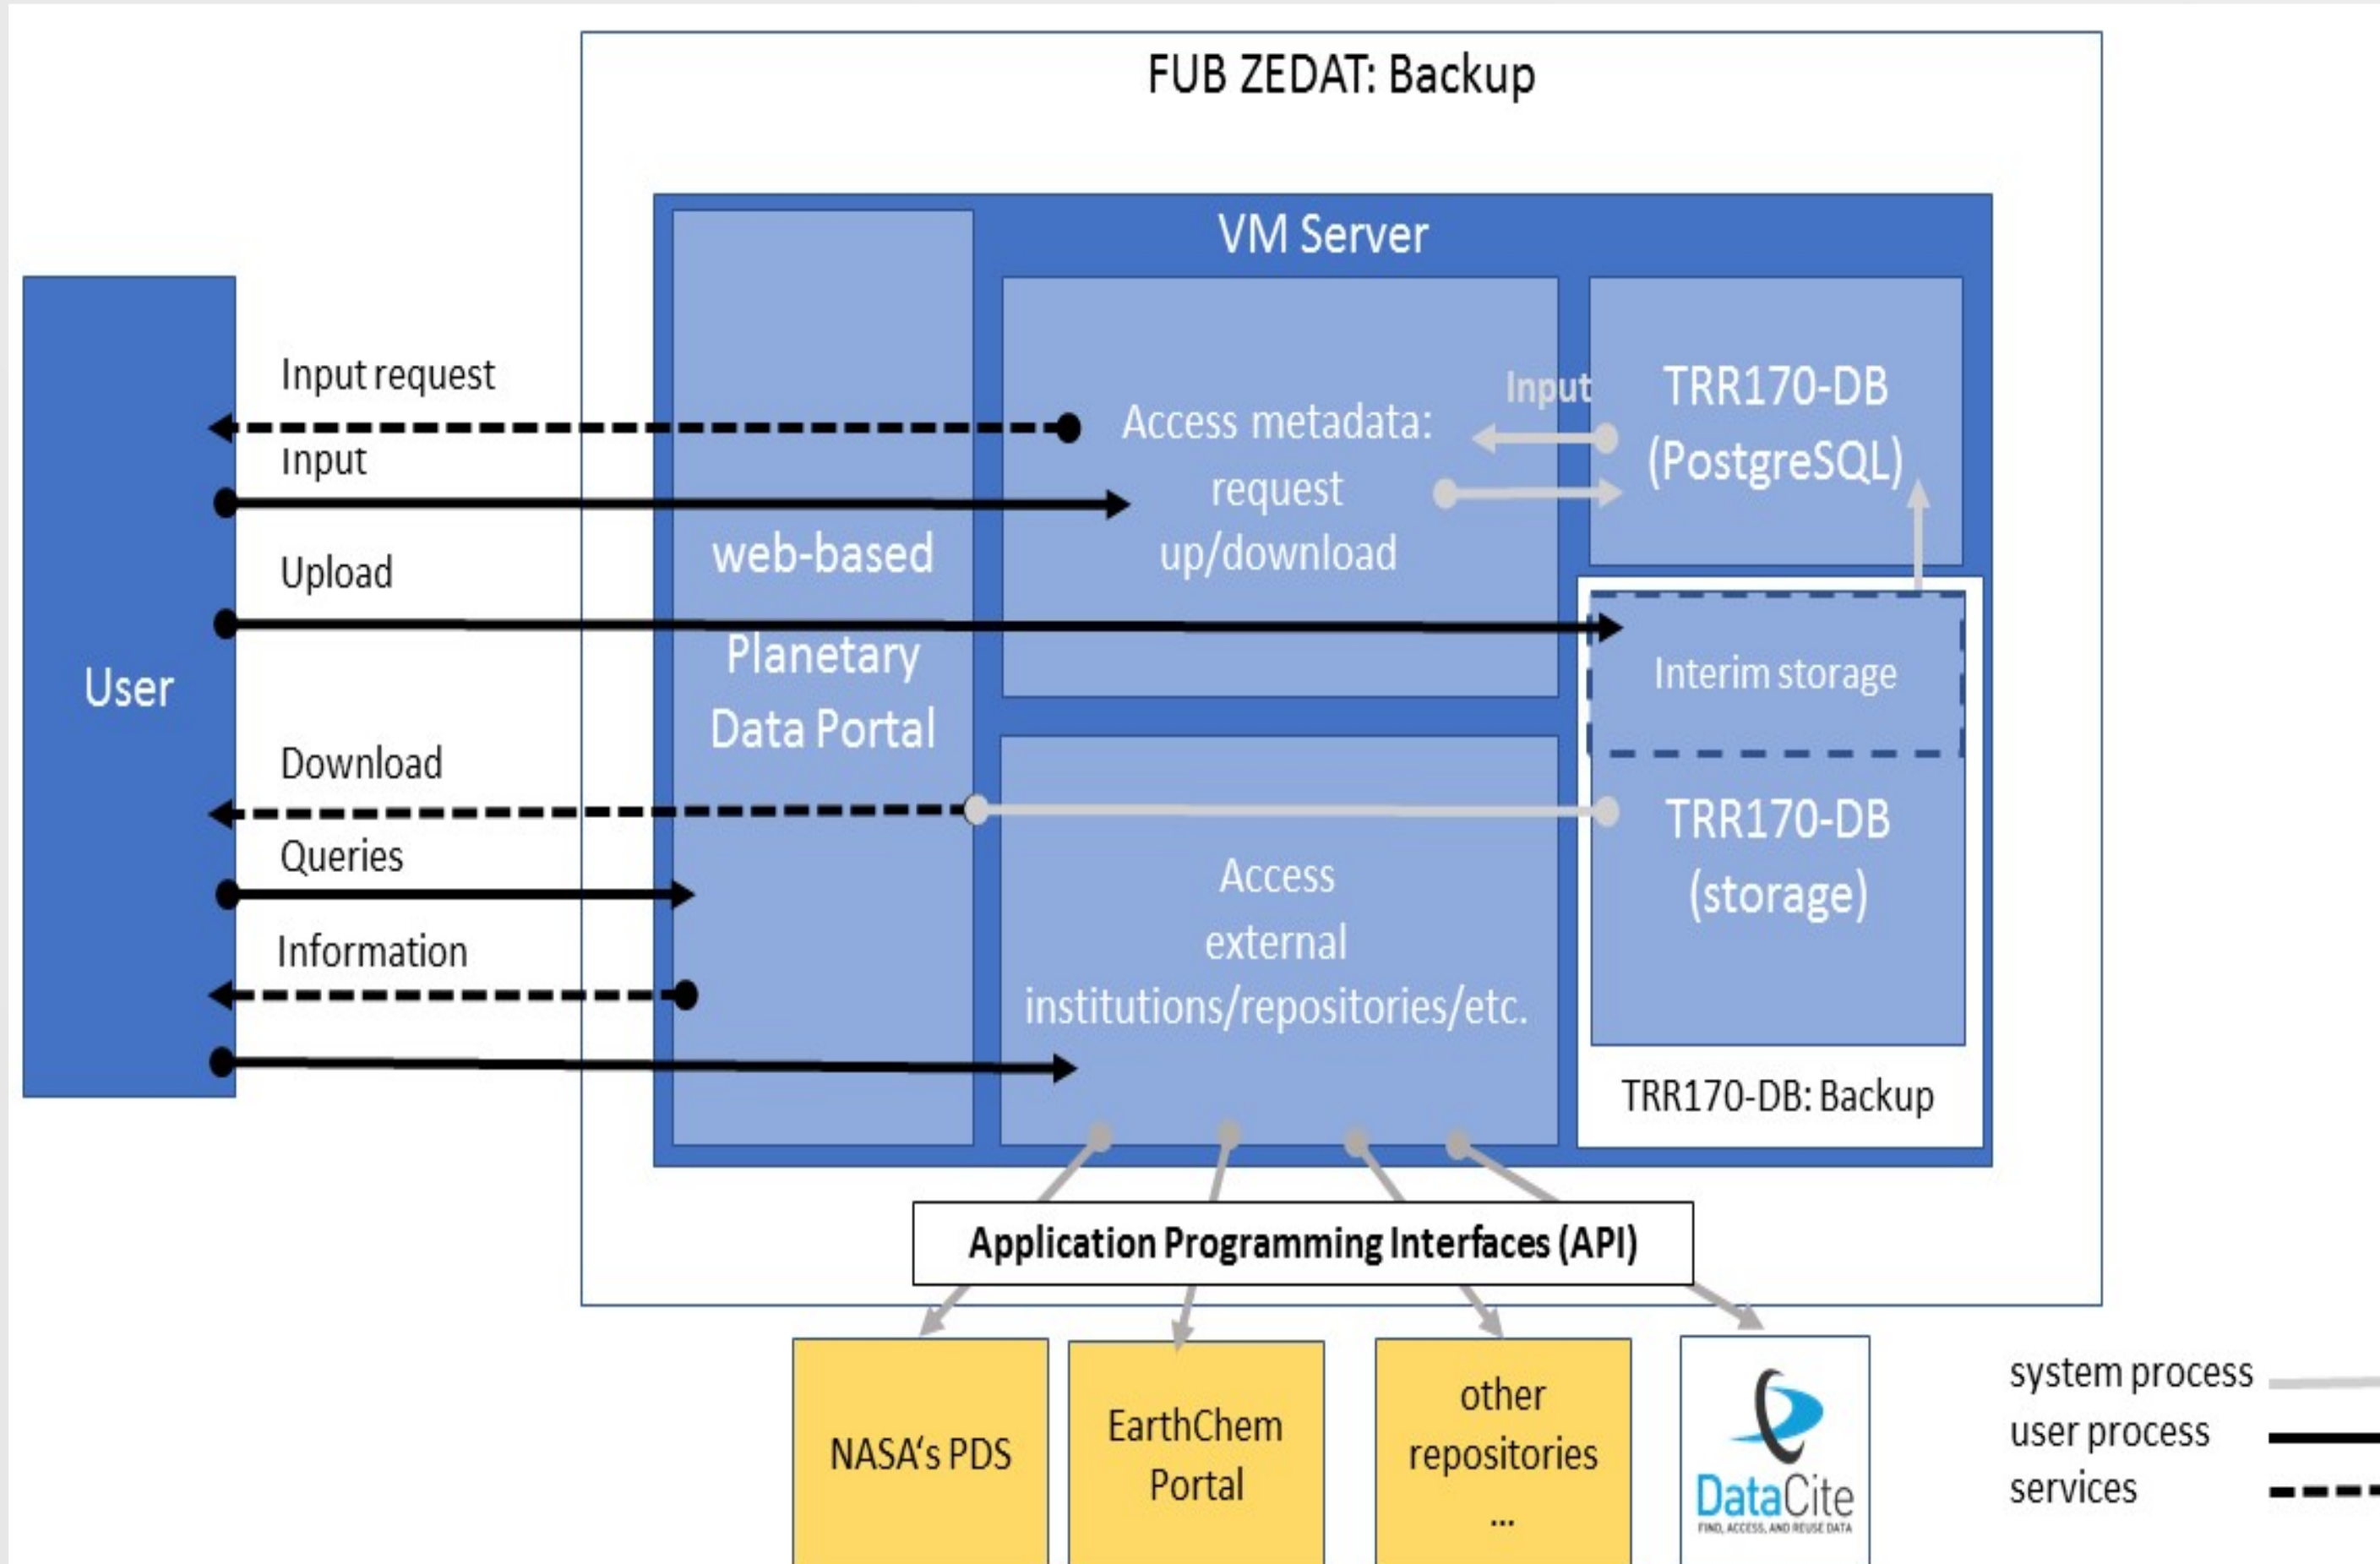 FUB ZEDAT: Backup
VM Server
User
Input request
Input
Upload
Download
Queries
Information
web-based
Planetary
Data Portal
Access metadata:
request
up/download
Input
TRR170-DB
(PostgreSQL)
Interim storage
TRR170-DB
(storage)
TRR170-DB: Backup
Access
external
institutions/repositories/etc.
Application Programming Interfaces (API)
NASA‘s PDS
EarthChem
Portal
other
repositories
...
DataCite
FIND, ACCESS, AND REUSE DATA
system process
user process
services